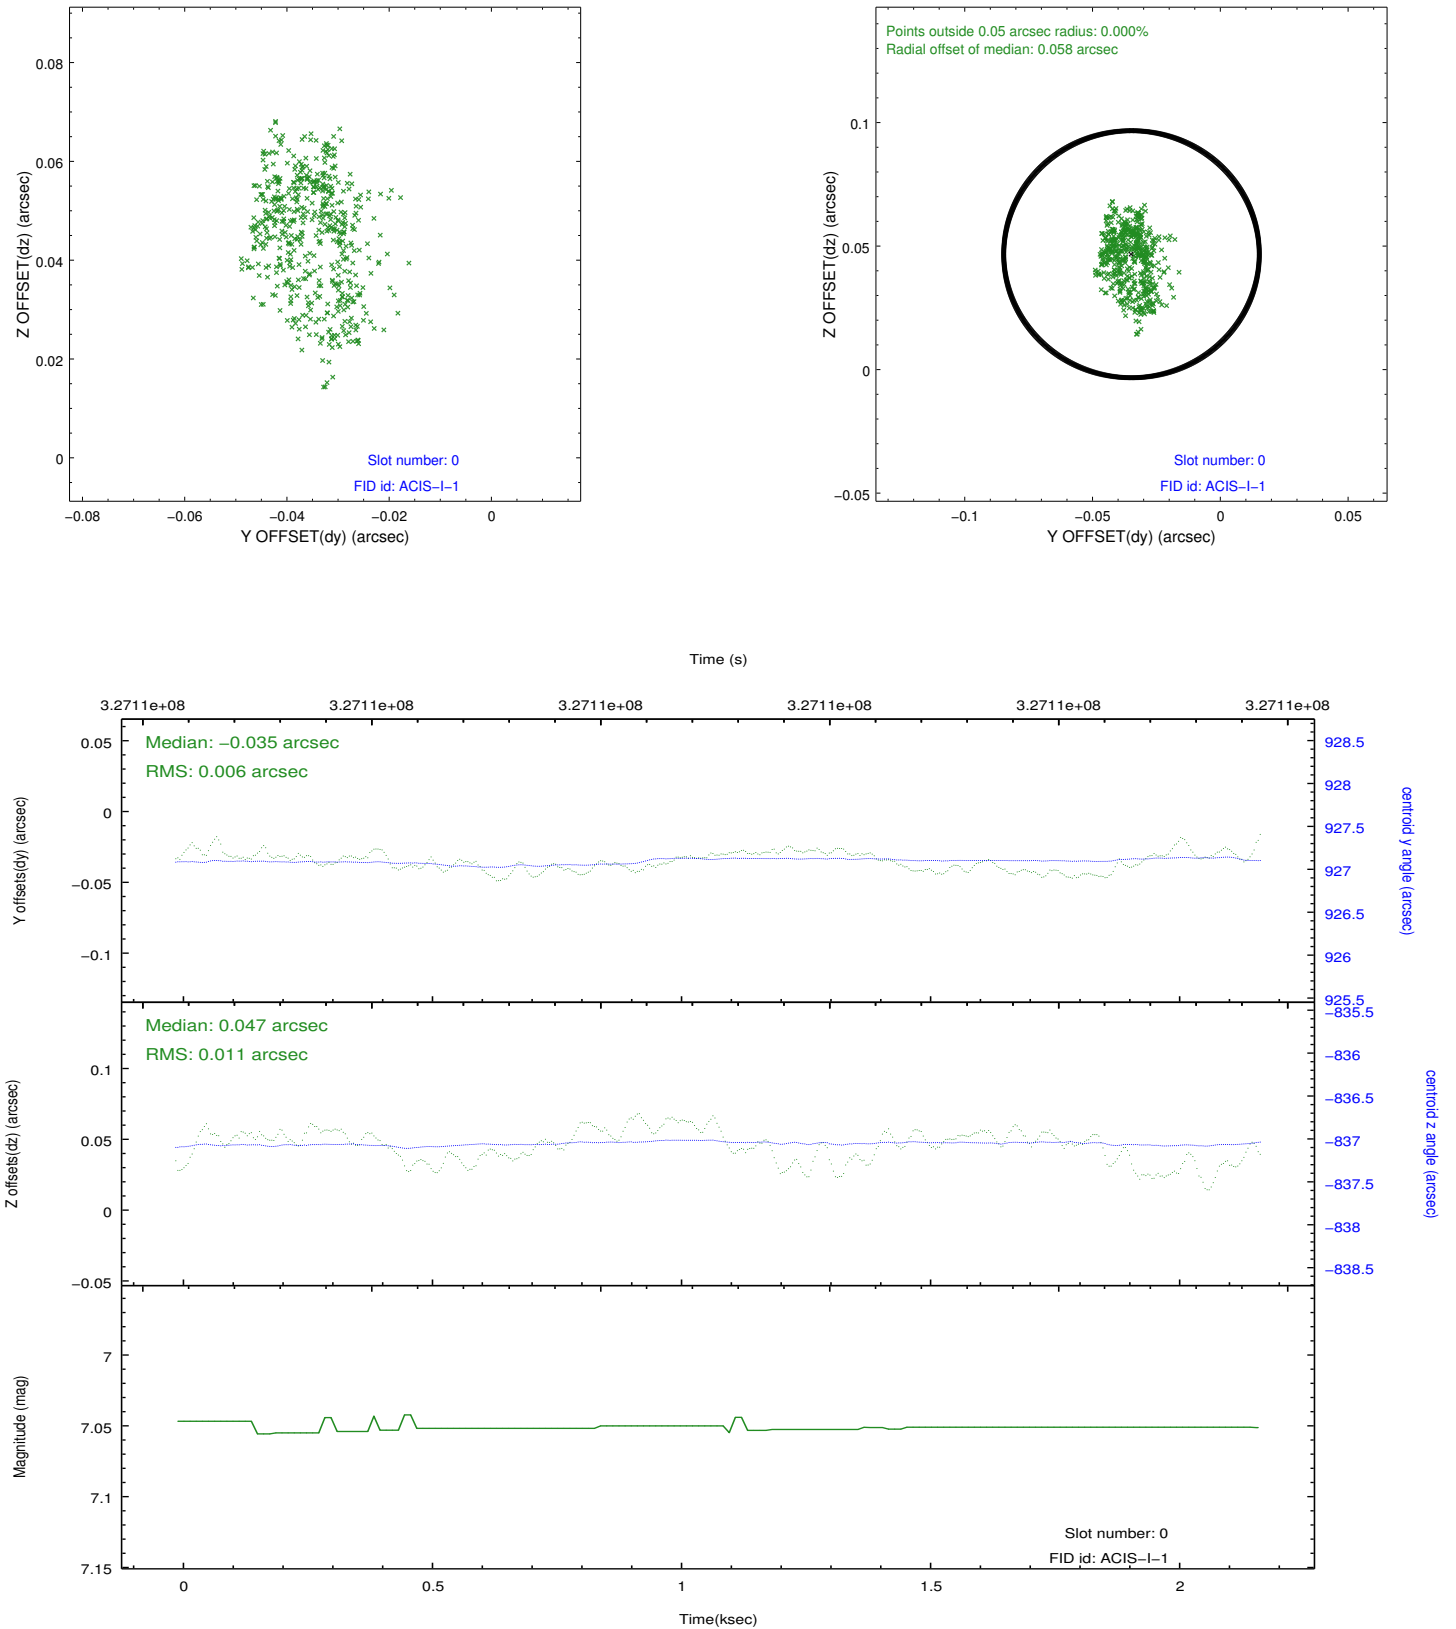 0.08
0.06
0.04
0.02
0
Z OFFSET(dz) (arcsec)
Slot number: 0
FID id: ACIS−I−1
−0.08 −0.06 −0.04 −0.02 0
Y OFFSET(dy) (arcsec)
Points outside 0.05 arcsec radius: 0.000%
Radial offset of median: 0.058 arcsec
0.1
0.05
0
−0.05
Z OFFSET(dz) (arcsec)
Slot number: 0
FID id: ACIS−I−1
−0.1 −0.05 0 0.05
Y OFFSET(dy) (arcsec)
Time (s)
3.2711e+08 3.2711e+08 3.2711e+08 3.2711e+08 3.2711e+08 3.2711e+08
Median: −0.035 arcsec
RMS: 0.006 arcsec
0.05
0
−0.05
−0.1
Y offsets(dy) (arcsec)
928.5
928
927.5
927
926.5
926
925.5
centroid y angle (arcsec)
Median: 0.047 arcsec
RMS: 0.011 arcsec
0.1
0.05
0
−0.05
Z offsets(dz) (arcsec)
−835.5
−836
−836.5
−837
−837.5
−838
−838.5
centroid z angle (arcsec)
7
7.05
7.1
7.15
Magnitude (mag)
Slot number: 0
FID id: ACIS−I−1
0 0.5 1 1.5 2
Time(ksec)